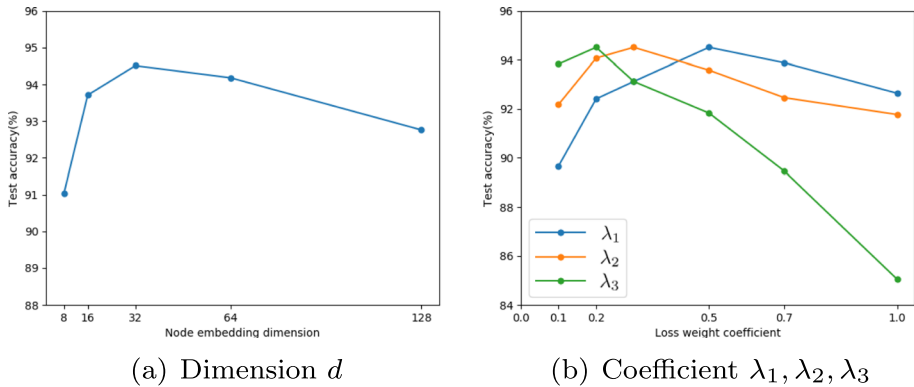 96
95
94
93
92
91
90
89
88
Test accuracy(%)
8 16 32 64 128
Node embedding dimension
(a) Dimension d
96
94
92
90
88
86
84
Test accuracy(%)
λ1
λ2
λ3
0.0 0.1 0.2 0.5 0.7 1.0
Loss weight coefficient
(b) Coefficient λ1, λ2, λ3